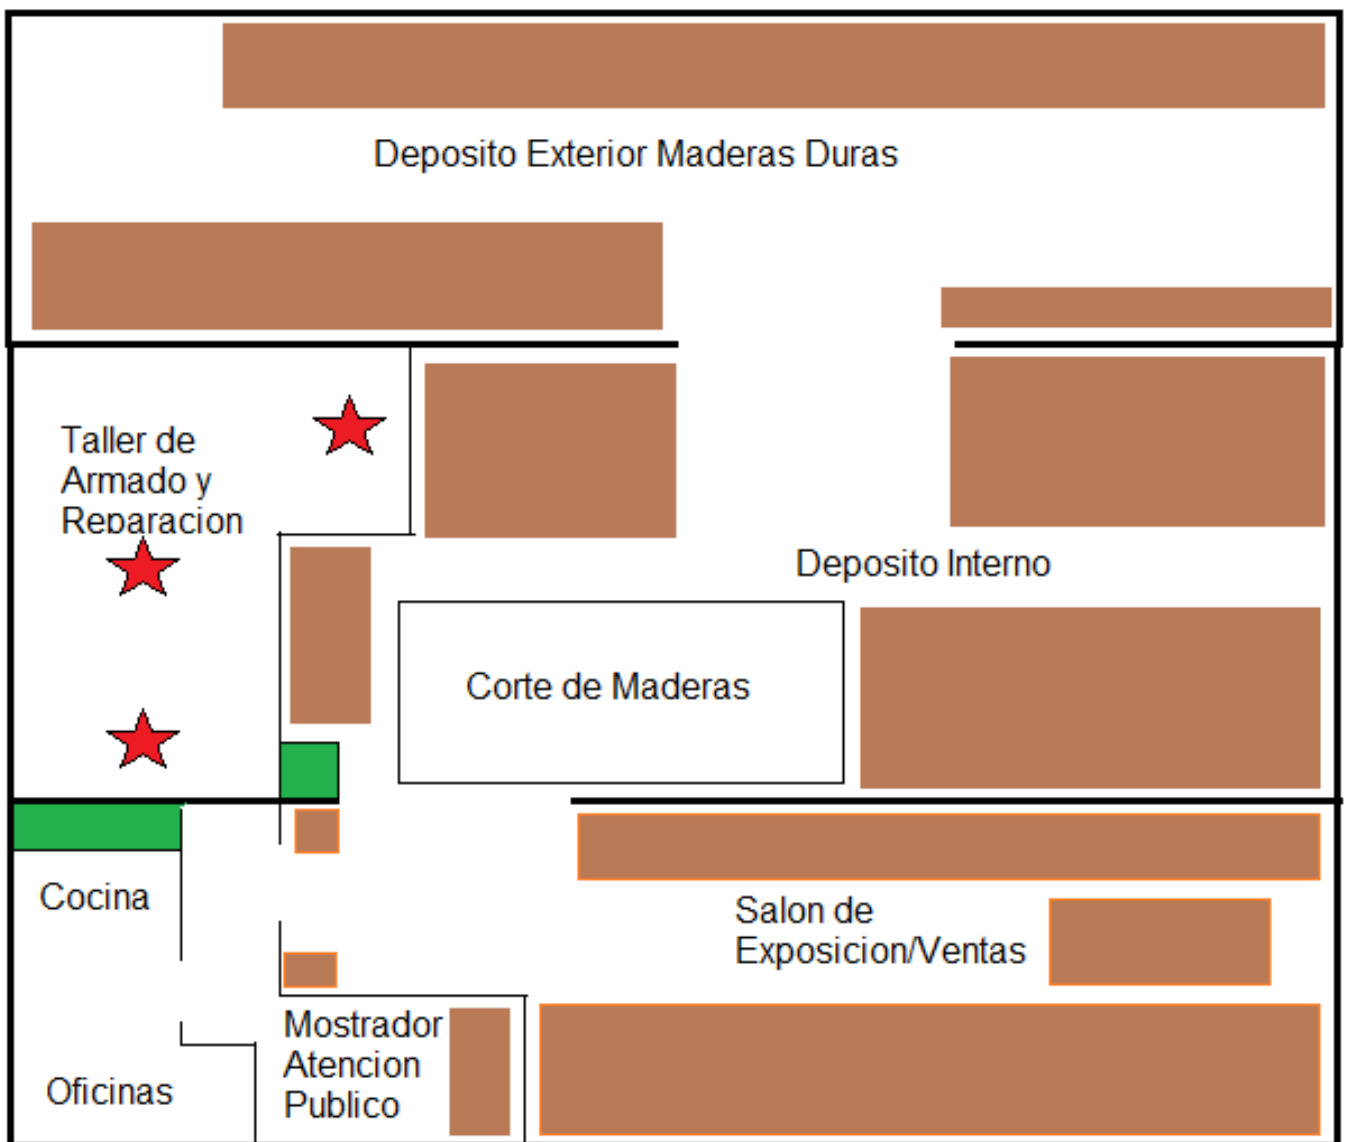 Deposito Exterior Maderas Duras
Taller de
Armado y
Reparacion
Deposito Interno
Corte de Maderas
Cocina
Salon de
Exposicion/Ventas
Mostrador
Atencion
Publico
Oficinas